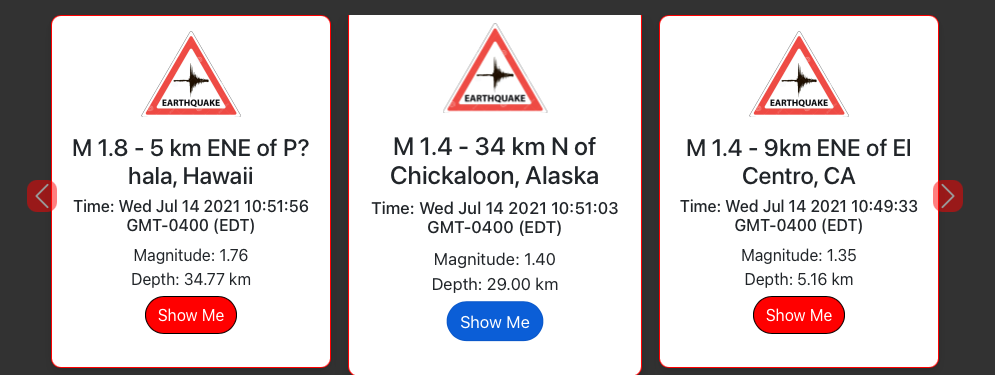 EARTHQUAKE
M 1.8 - 5 km ENE of P?
hala, Hawaii
Time: Wed Jul 14 2021 10:51:56
GMT-0400 (EDT)
Magnitude: 1.76
Depth: 34.77 km
Show Me
EARTHQUAKE
M 1.4 - 34 km N of
Chickaloon, Alaska
Time: Wed Jul 14 2021 10:51:03
GMT-0400 (EDT)
Magnitude: 1.40
Depth: 29.00 km
Show Me
EARTHQUAKE
M 1.4 - 9km ENE of El
Centro, CA
Time: Wed Jul 14 2021 10:49:33
GMT-0400 (EDT)
Magnitude: 1.35
Depth: 5.16 km
Show Me